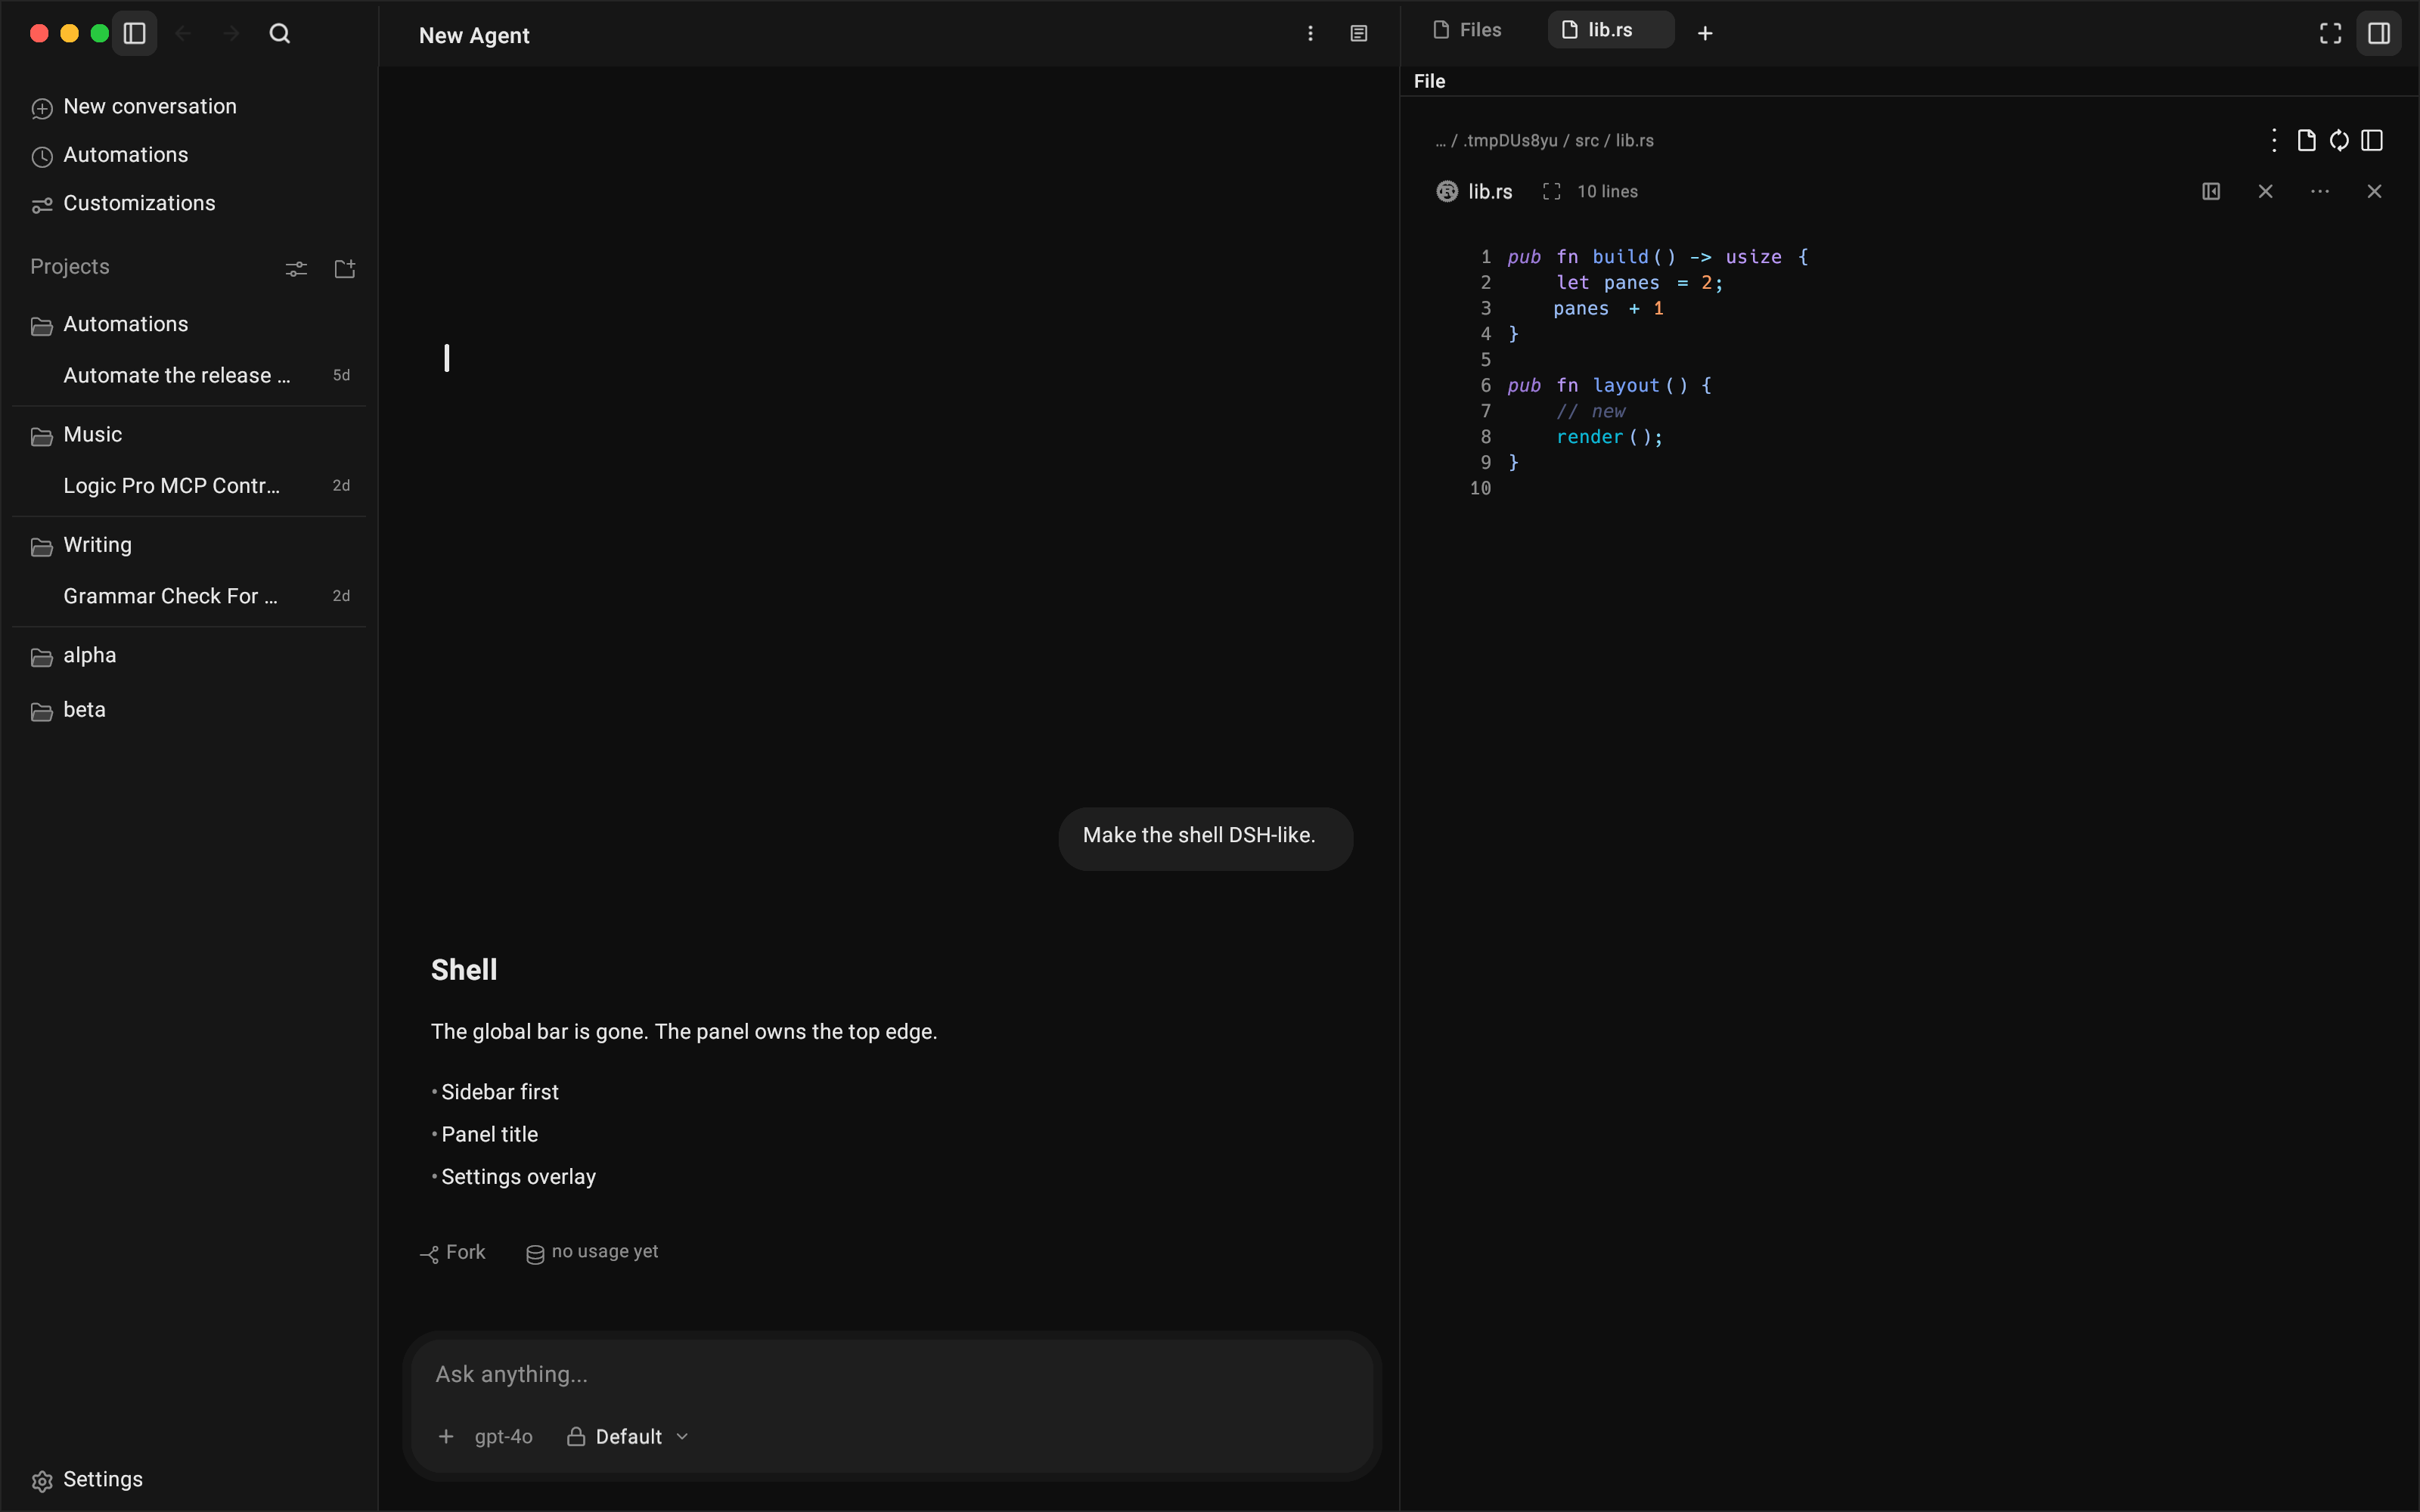 New Agent
Files
lib.rs
File
New conversation
Automations
Customizations
Projects
Automations
Automate the release ...
5d
Music
Logic Pro MCP Contr...
2d
Writing
Grammar Check For ...
2d
alpha
beta
Settings
Make the shell DSH-like.
Shell
The global bar is gone. The panel owns the top edge.
• Sidebar first
• Panel title
• Settings overlay
Fork
no usage yet
Ask anything...
gpt-4o
Default
... / .tmpDUs8yu / src / lib.rs
lib.rs
10 lines
1 pub fn build() -> usize {
2     let panes = 2;
3     panes + 1
4 }
5
6 pub fn layout() {
7     // new
8     render();
9 }
10